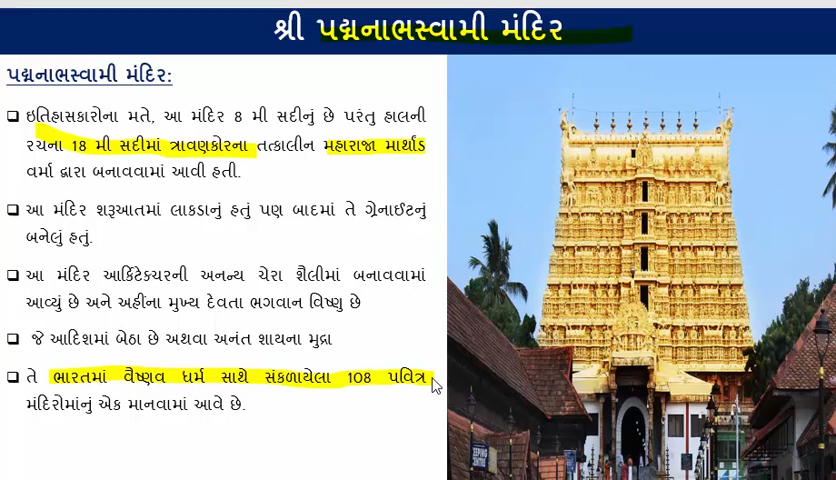 શ્રી પદ્મનાભસ્વામી મંદિર
પદ્મનાભસ્વામી મંદિર:
ઇતિહાસકારોના મતે, આ મંદિર 8 મી સદીનું છે પરંતુ હાલની
રચના 18 મી સદીમાં ત્રાવણકોરના તત્કાલીન મહારાજા માર્થાંડ
વર્મા દ્વારા બનાવવામાં આવી હતી.
આ મંદિર શરૂઆતમાં લાકડાનું હતું પણ બાદમાં તે ગ્રેનાઈટનું
બનેલું હતું.
આ મંદિર આર્કિટેક્ચરની અનન્ય ચેરા શૈલીમાં બનાવવામાં
આવ્યું છે અને અહીંના મુખ્ય દેવતા ભગવાન વિષ્ણુ છે
જે આદિશમાં બેઠા છે અથવા અનંત શાયના મુદ્રા
તે ભારતમાં વૈષ્ણવ ધર્મ સાથે સંકળાયેલા 108 પવિત્ર
મંદિરોમાંનું એક માનવામાં આવે છે.